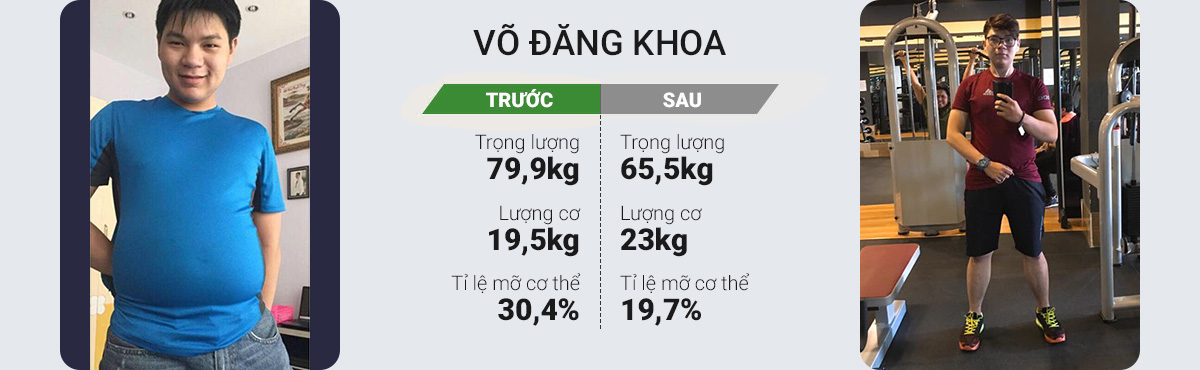 VÕ ĐĂNG KHOA
TRƯỚC
SAU
Trọng lượng
79,9kg
Trọng lượng
65,5kg
Lượng cơ
19,5kg
Lượng cơ
23kg
Tỉ lệ mỡ cơ thể
30,4%
Tỉ lệ mỡ cơ thể
19,7%